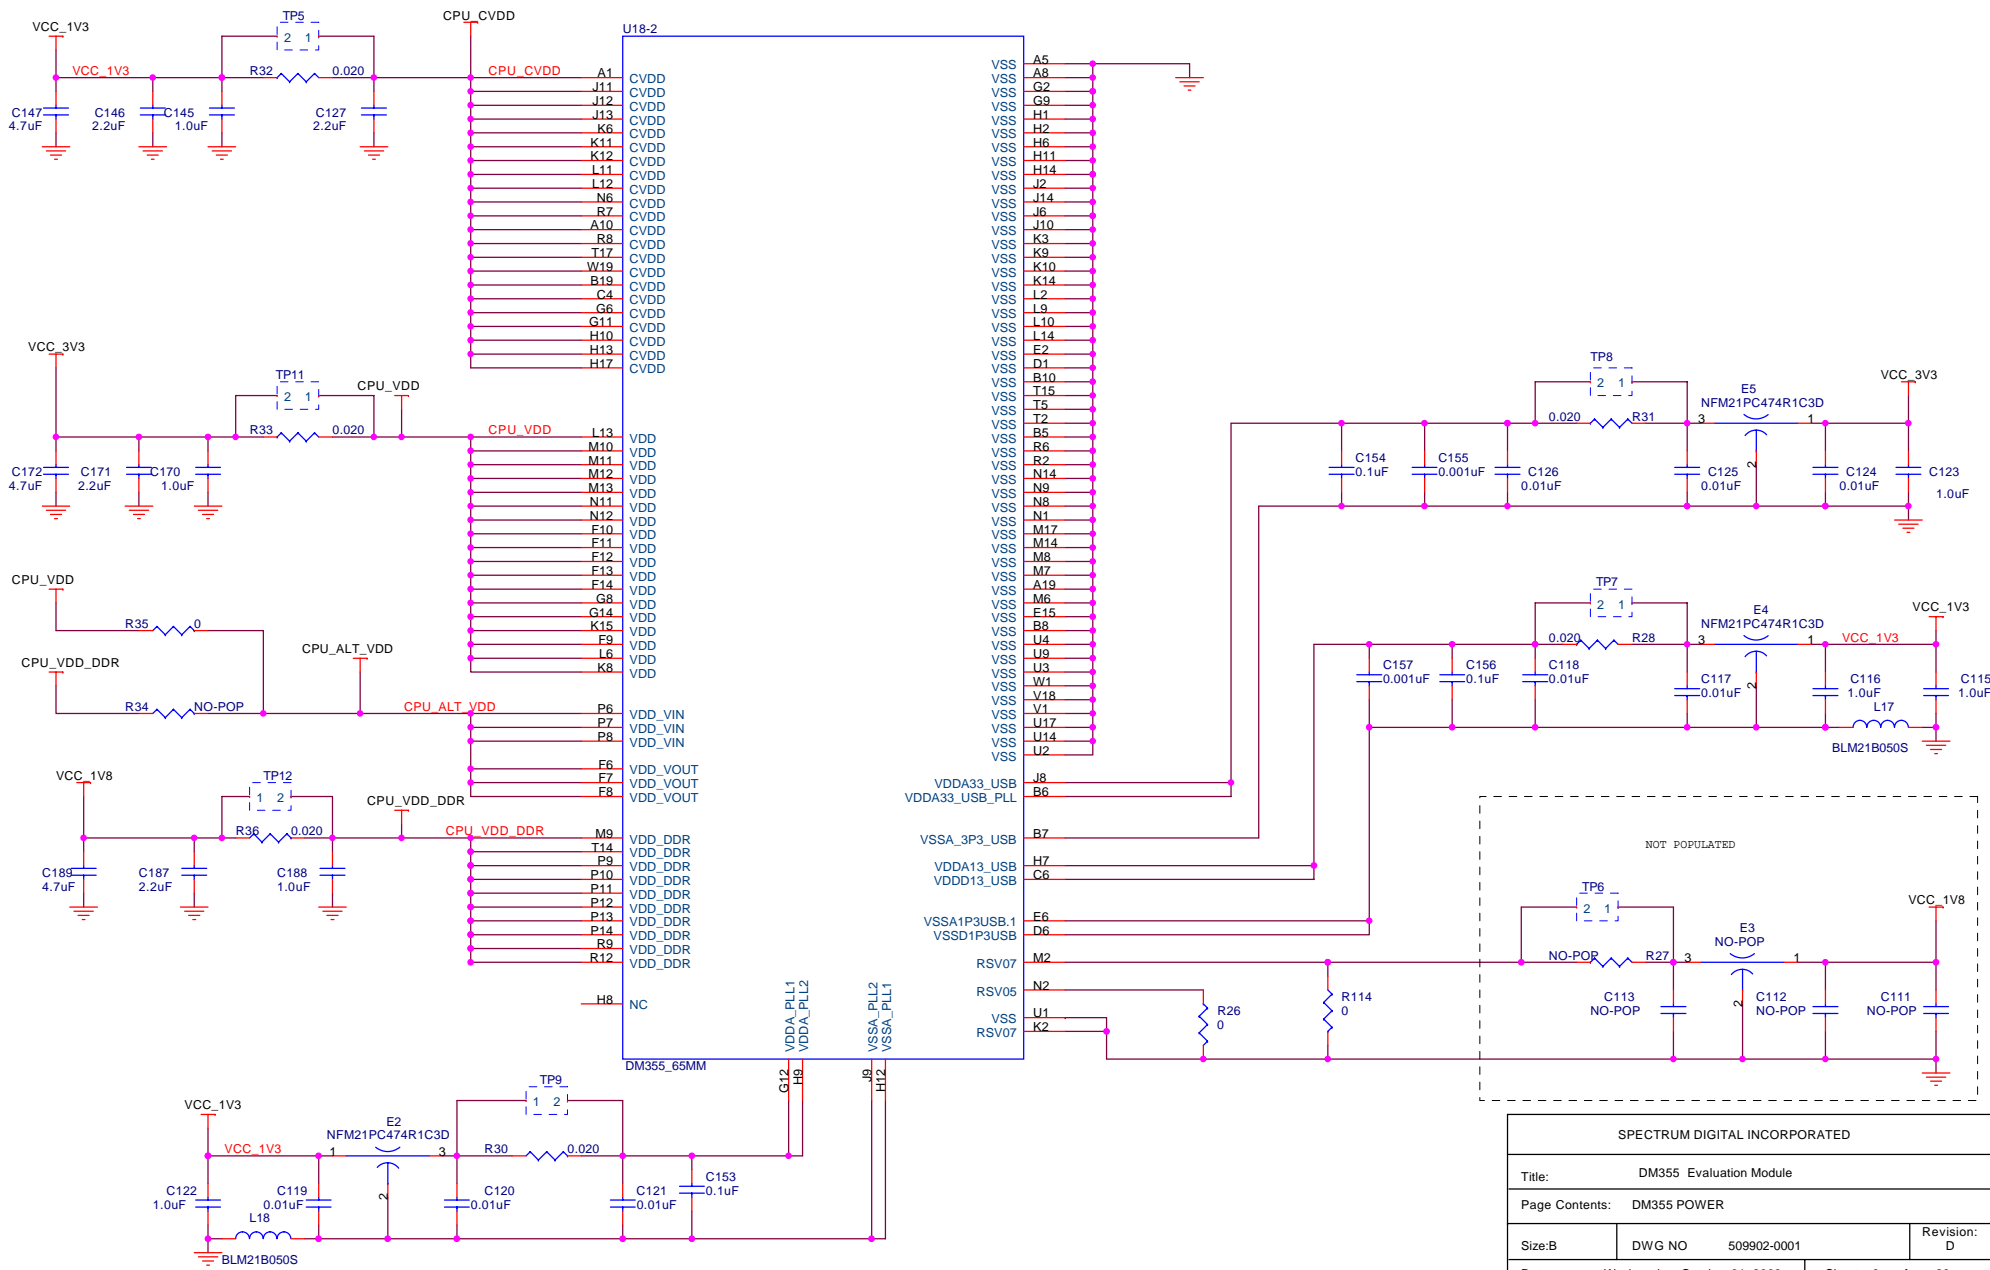 VCC_1V3
TP5
2 1
CPU_CVDD
VCC_1V3
R32
0.020
CPU_CVDD
C147
4.7uF
C146
2.2uF
C145
1.0uF
C127
2.2uF
U18-2
A1 CVDD
J11 CVDD
J12 CVDD
J13 CVDD
K6 CVDD
K11 CVDD
K12 CVDD
L11 CVDD
L12 CVDD
N6 CVDD
R7 CVDD
A10 CVDD
R8 CVDD
T17 CVDD
W19 CVDD
B19 CVDD
C4 CVDD
G6 CVDD
G11 CVDD
H10 CVDD
H13 CVDD
H17 CVDD
VCC_3V3
TP11
2 1
CPU_VDD
R33
0.020
CPU_VDD
C172
4.7uF
C171
2.2uF
C170
1.0uF
L13 VDD
M10 VDD
M11 VDD
M12 VDD
M13 VDD
N11 VDD
N12 VDD
F10 VDD
F11 VDD
F12 VDD
F13 VDD
F14 VDD
G8 VDD
G14 VDD
K15 VDD
F9 VDD
L6 VDD
K8 VDD
CPU_VDD
R35
0
CPU_VDD_DDR
R34
NO-POP
CPU_ALT_VDD
CPU_ALT_VDD
P6 VDD_VIN
P7 VDD_VIN
P8 VDD_VIN
F6 VDD_VOUT
F7 VDD_VOUT
F8 VDD_VOUT
VCC_1V8
TP12
1 2
CPU_VDD_DDR
R36
0.020
CPU_VDD_DDR
C189
4.7uF
C187
2.2uF
C188
1.0uF
M9 VDD_DDR
T14 VDD_DDR
P9 VDD_DDR
P10 VDD_DDR
P11 VDD_DDR
P12 VDD_DDR
P13 VDD_DDR
P14 VDD_DDR
R9 VDD_DDR
R12 VDD_DDR
H8 NC
VSS A5
VSS A8
VSS G2
VSS G9
VSS H1
VSS H2
VSS H6
VSS H11
VSS H14
VSS J2
VSS J14
VSS J6
VSS J10
VSS K3
VSS K9
VSS K10
VSS K14
VSS L2
VSS L9
VSS L10
VSS L14
VSS E2
VSS D1
VSS B10
VSS T15
VSS T5
VSS T2
VSS B5
VSS R6
VSS R2
VSS N14
VSS N9
VSS N8
VSS N1
VSS M17
VSS M14
VSS M8
VSS M7
VSS A19
VSS M6
VSS E15
VSS B8
VSS U4
VSS U9
VSS U3
VSS W1
VSS V18
VSS V1
VSS U17
VSS U14
VSS U2
VDDA33_USB J8
VDDA33_USB_PLL B6
VSSA_3P3_USB B7
VDDA13_USB H7
VDDD13_USB C6
VSSA1P3USB.1 E6
VSSD1P3USB D6
RSV07 M2
RSV05 N2
VSS U1
RSV07 K2
VDDA_PLL1 G12
VDDA_PLL2 H9
VSSA_PLL2 J9
VSSA_PLL1 H12
DM355_65MM
TP8
2 1
0.020
R31
E5
NFM21PC474R1C3D
3
1
2
VCC_3V3
C154
0.1uF
C155
0.001uF
C126
0.01uF
C125
0.01uF
C124
0.01uF
C123
1.0uF
TP7
2 1
0.020
R28
E4
NFM21PC474R1C3D
3
1
2
VCC_1V3
VCC_1V3
C157
0.001uF
C156
0.1uF
C118
0.01uF
C117
0.01uF
C116
1.0uF
C115
1.0uF
L17
BLM21B050S
NOT POPULATED
TP6
2 1
VCC_1V8
NO-POP
R27
E3
NO-POP
3
1
2
C113
NO-POP
C112
NO-POP
C111
NO-POP
R26
0
R114
0
VCC_1V3
VCC_1V3
E2
NFM21PC474R1C3D
1
3
2
TP9
1 2
R30
0.020
C122
1.0uF
C119
0.01uF
C120
0.01uF
C121
0.01uF
C153
0.1uF
L18
BLM21B050S
SPECTRUM DIGITAL INCORPORATED
Title: DM355 Evaluation Module
Page Contents: DM355 POWER
Size:B DWG NO 509902-0001 Revision: D